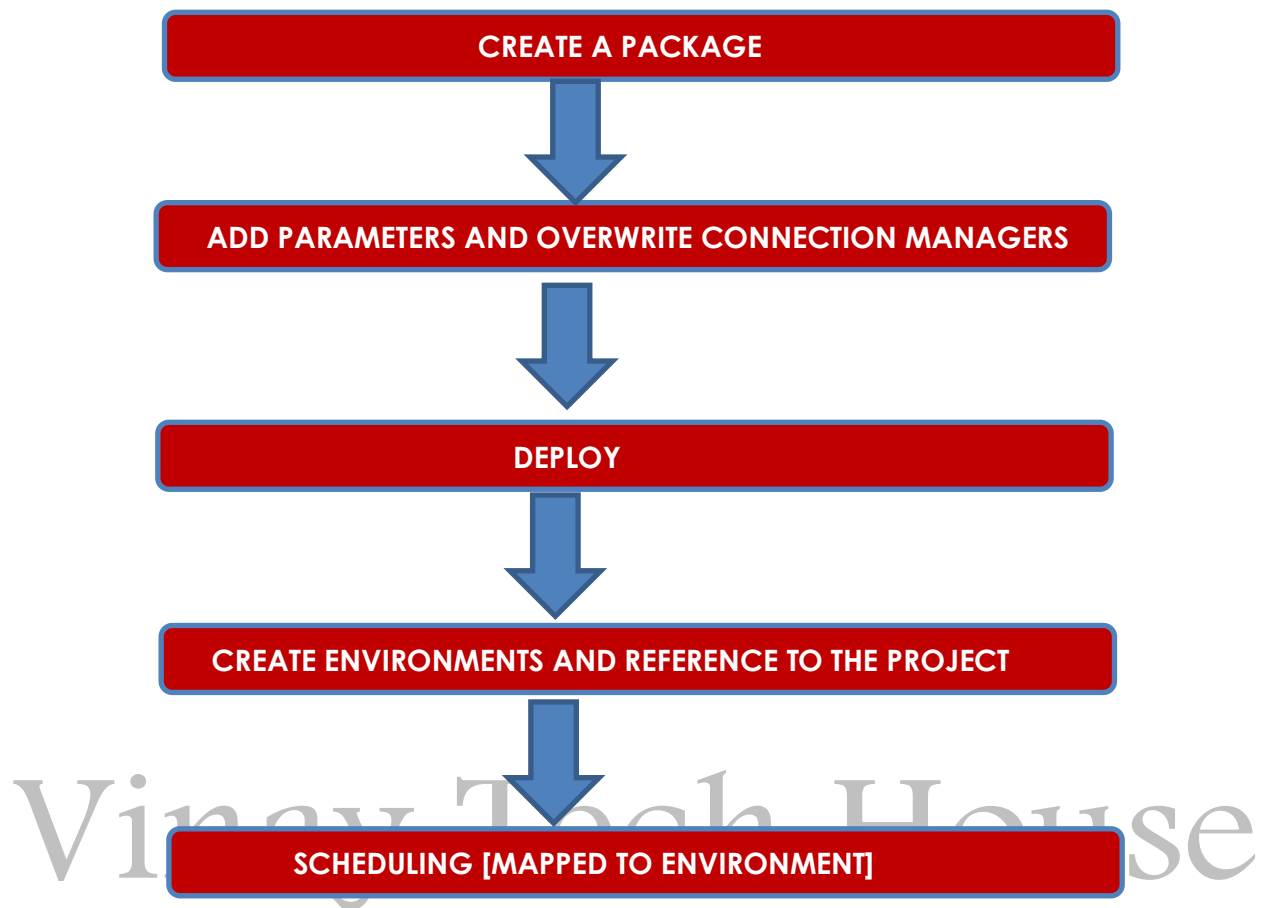 CREATE A PACKAGE
ADD PARAMETERS AND OVERWRITE CONNECTION MANAGERS
DEPLOY
CREATE ENVIRONMENTS AND REFERENCE TO THE PROJECT
Vinay Tech House
SCHEDULING [MAPPED TO ENVIRONMENT]